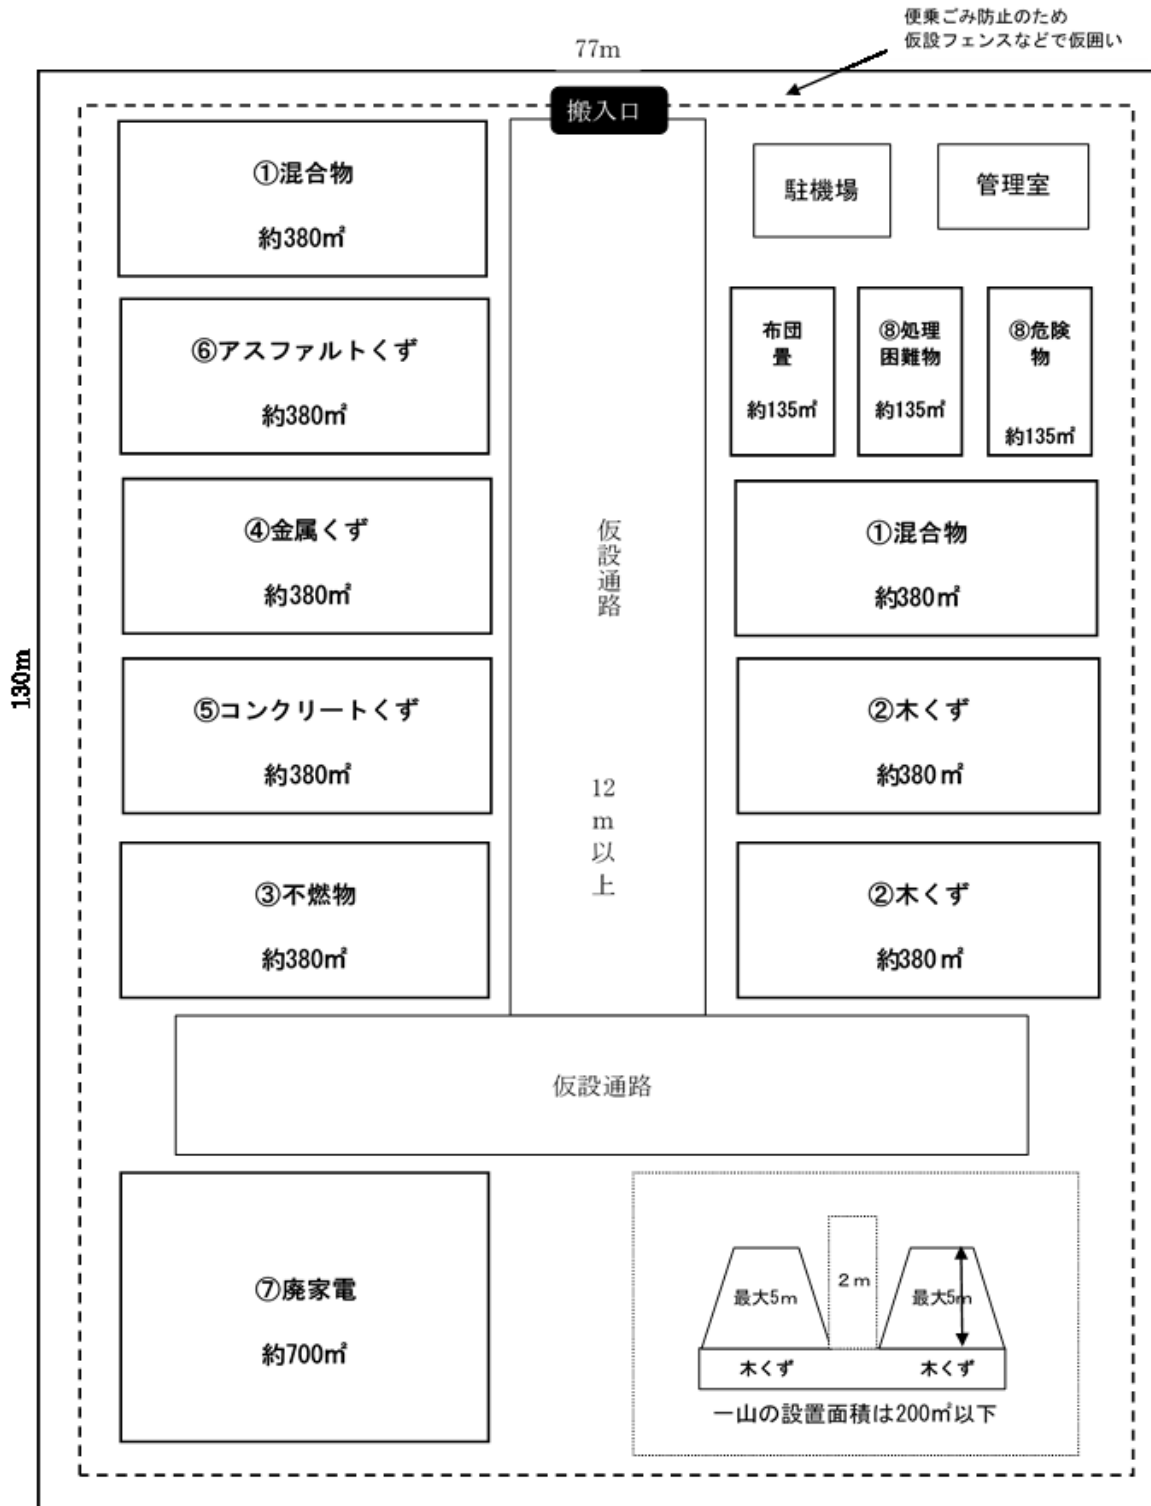 便乗ごみ防止のため
仮設フェンスなどで仮囲い
77m
搬入口
130m
①混合物
約380㎡
⑥アスファルトくず
約380㎡
④金属くず
約380㎡
⑤コンクリートくず
約380㎡
③不燃物
約380㎡
仮設通路
12m以上
駐機場
管理室
布団
畳
約135㎡
⑧処理
困難物
約135㎡
⑧危険
物
約135㎡
①混合物
約380㎡
②木くず
約380㎡
②木くず
約380㎡
仮設通路
⑦廃家電
約700㎡
2m
最大5m
最大5m
木くず
木くず
一山の設置面積は200㎡以下